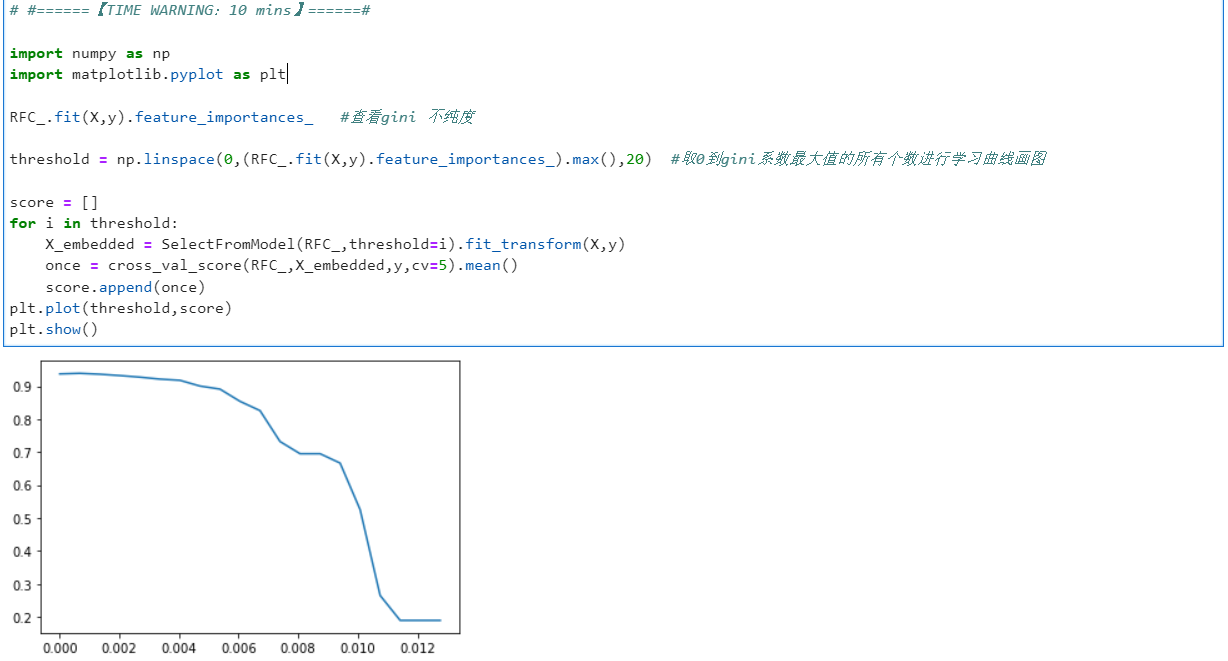 # #======【TIME WARNING: 10 mins】======#
import numpy as np
import matplotlib.pyplot as plt
RFC_.fit(X,y).feature_importances_   #查看gini 不纯度
threshold = np.linspace(0,(RFC_.fit(X,y).feature_importances_).max(),20)  #取0到gini系数最大值的所有个数进行学习曲线画图
score = []
for i in threshold:
    X_embedded = SelectFromModel(RFC_,threshold=i).fit_transform(X,y)
    once = cross_val_score(RFC_,X_embedded,y,cv=5).mean()
    score.append(once)
plt.plot(threshold,score)
plt.show()
0.9
0.8
0.7
0.6
0.5
0.4
0.3
0.2
0.000 0.002 0.004 0.006 0.008 0.010 0.012